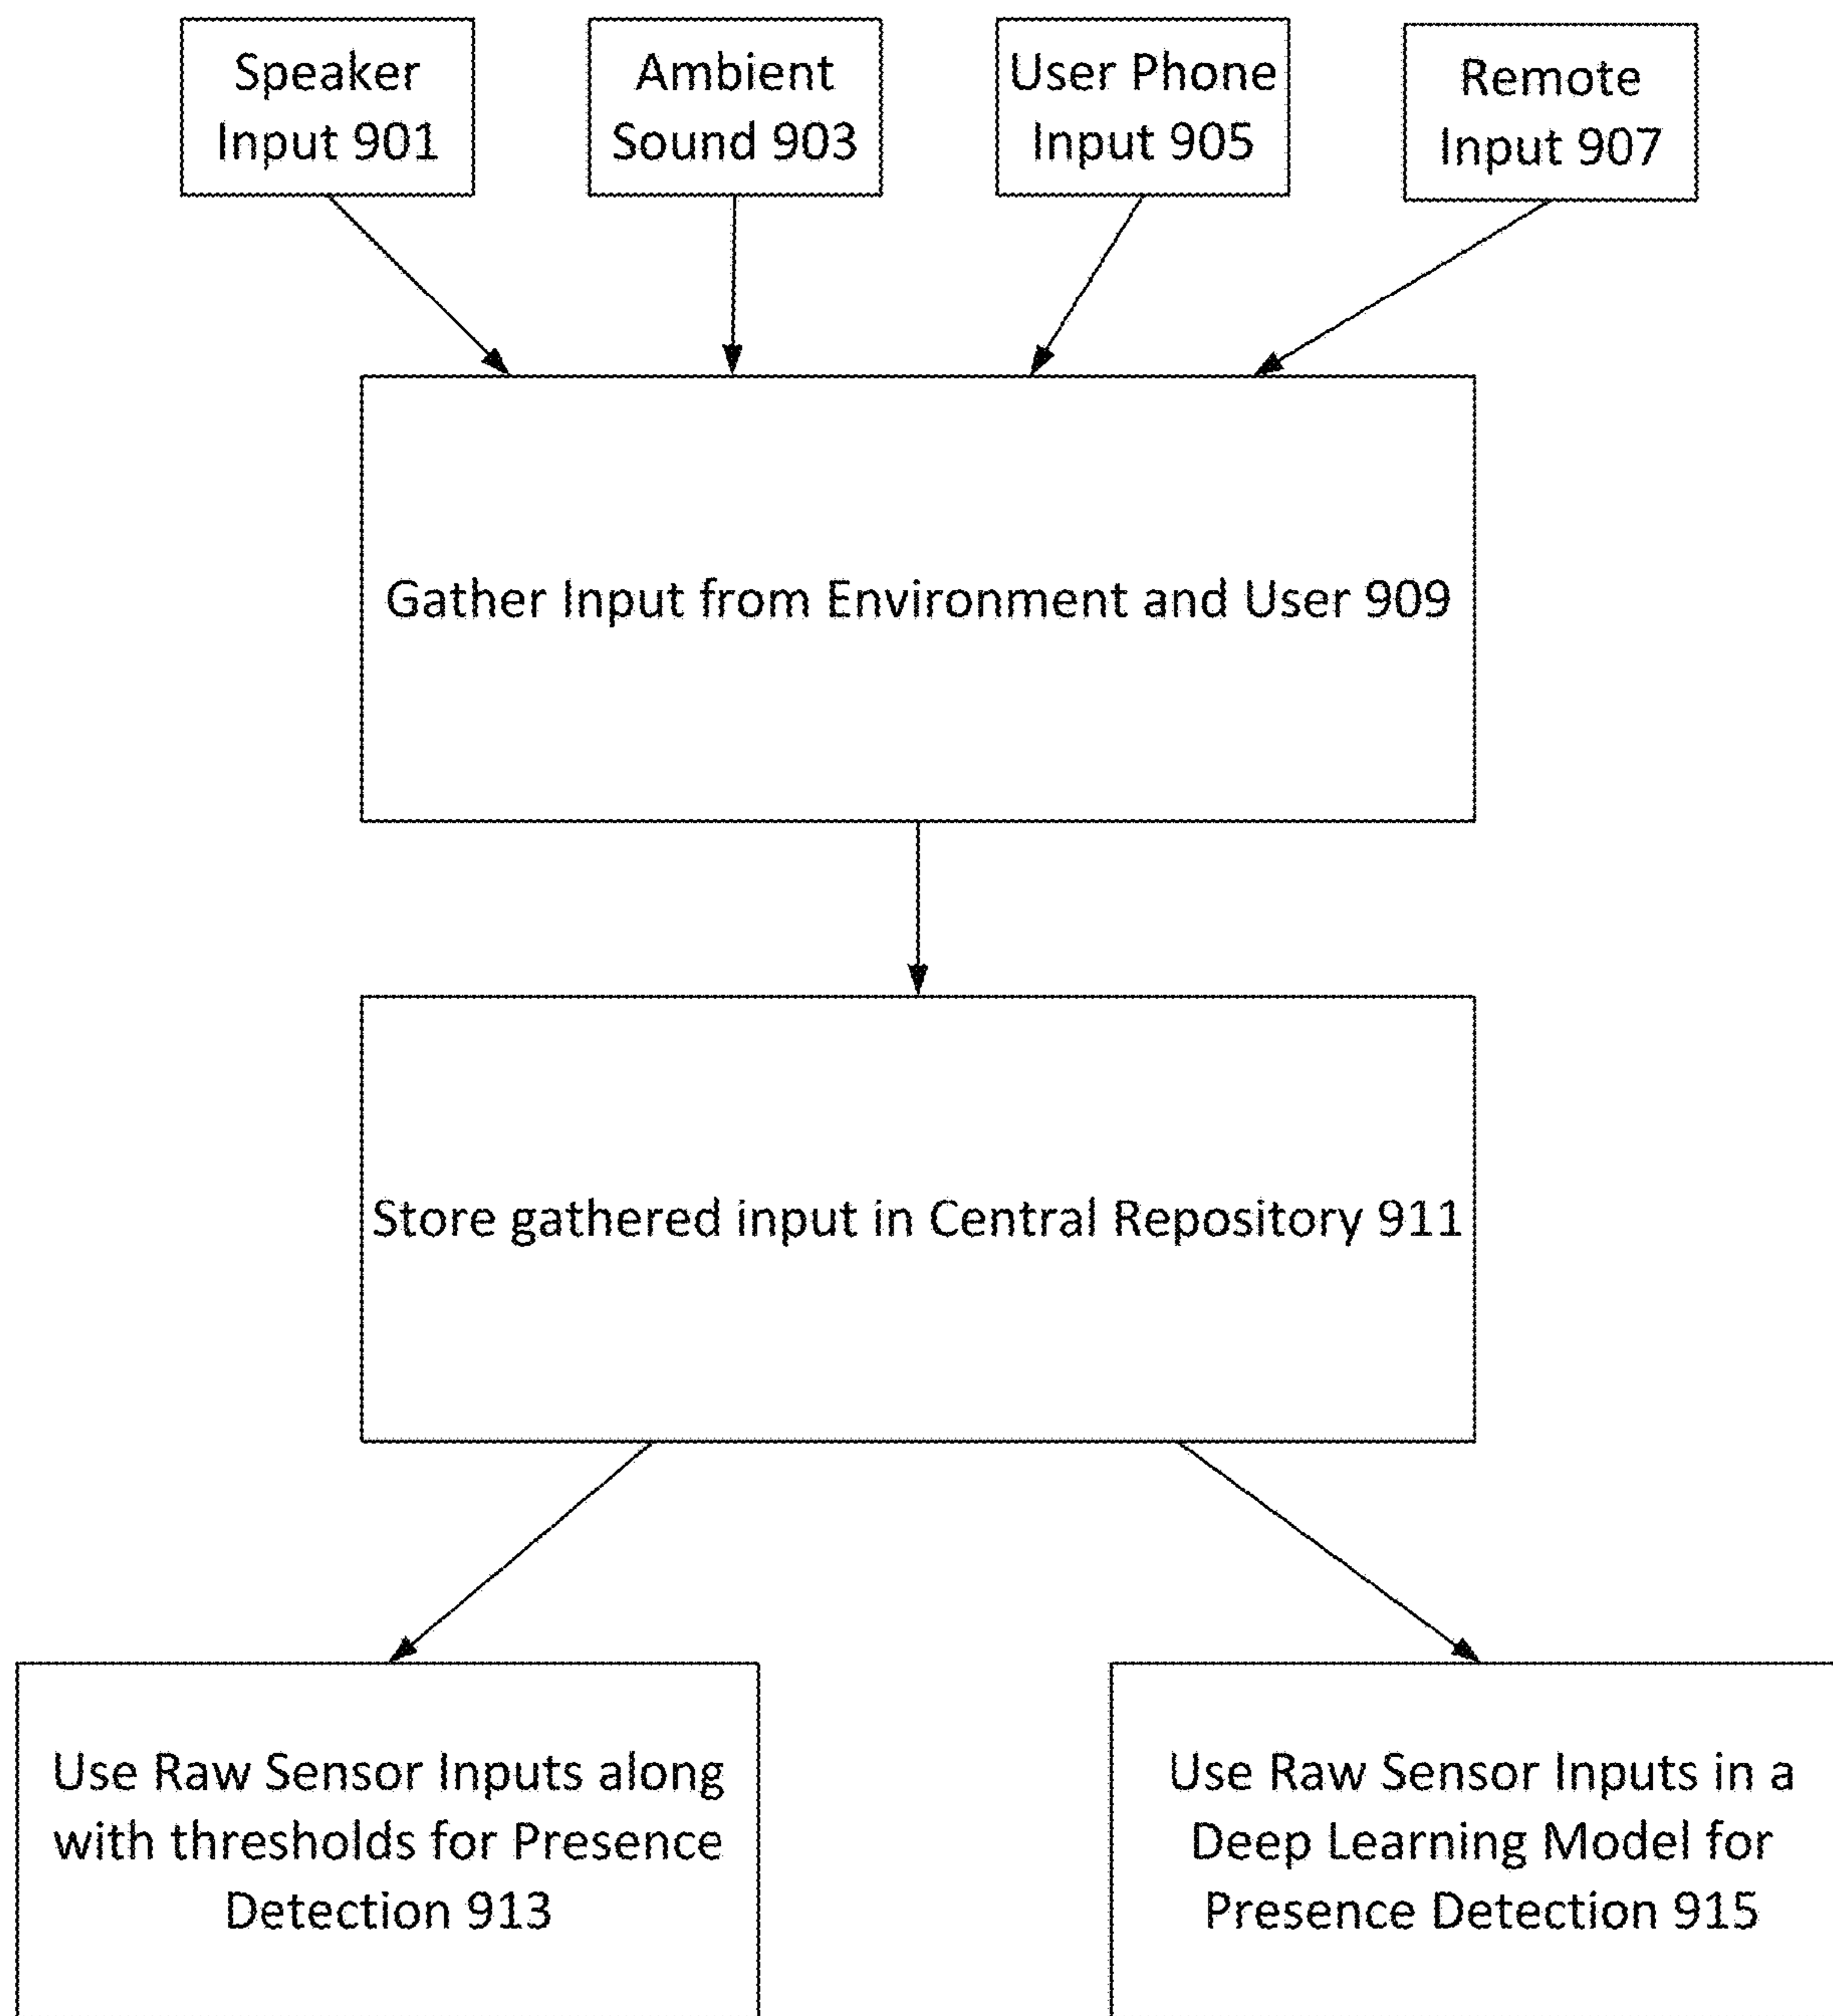 Speaker
Input 901
Ambient
Sound 903
User Phone
Input 905
Remote
Input 907
Gather Input from Environment and User 909
Store gathered input in Central Repository 911
Use Raw Sensor Inputs along
with thresholds for Presence
Detection 913
Use Raw Sensor Inputs in a
Deep Learning Model for
Presence Detection 915